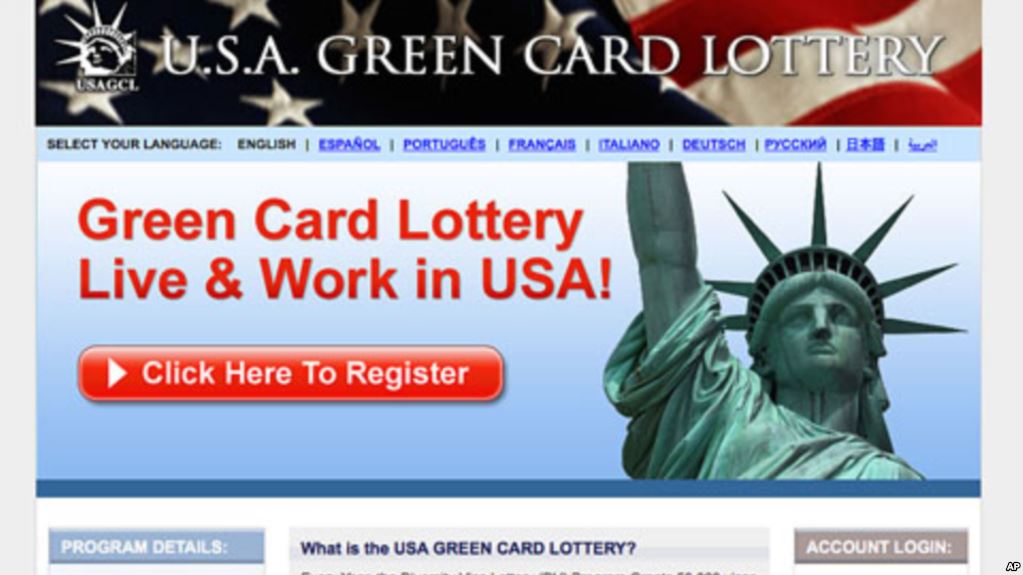 U.S.A. GREEN CARD LOTTERY
USAGCL
SELECT YOUR LANGUAGE: ENGLISH | ESPAÑOL | PORTUGUÊS | FRANÇAIS | ITALIANO | DEUTSCH | РУССКИЙ | 日本語 | العربية
Green Card Lottery
Live & Work in USA!
Click Here To Register
PROGRAM DETAILS:
What is the USA GREEN CARD LOTTERY?
ACCOUNT LOGIN:
AP